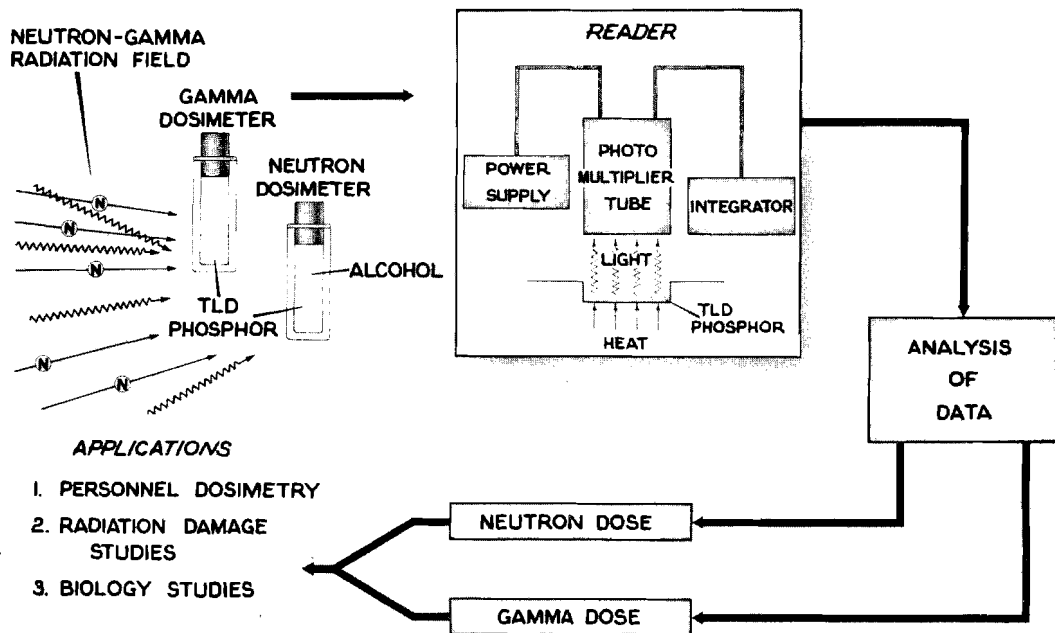 NEUTRON-GAMMA
RADIATION FIELD
GAMMA
DOSIMETER
NEUTRON
DOSIMETER
N
N
N
N
N
ALCOHOL
TLD
PHOSPHOR
READER
POWER
SUPPLY
PHOTO
MULTIPLIER
TUBE
INTEGRATOR
LIGHT
TLD
PHOSPHOR
HEAT
ANALYSIS
OF
DATA
NEUTRON DOSE
GAMMA DOSE
APPLICATIONS
1. PERSONNEL DOSIMETRY
2. RADIATION DAMAGE
STUDIES
3. BIOLOGY STUDIES